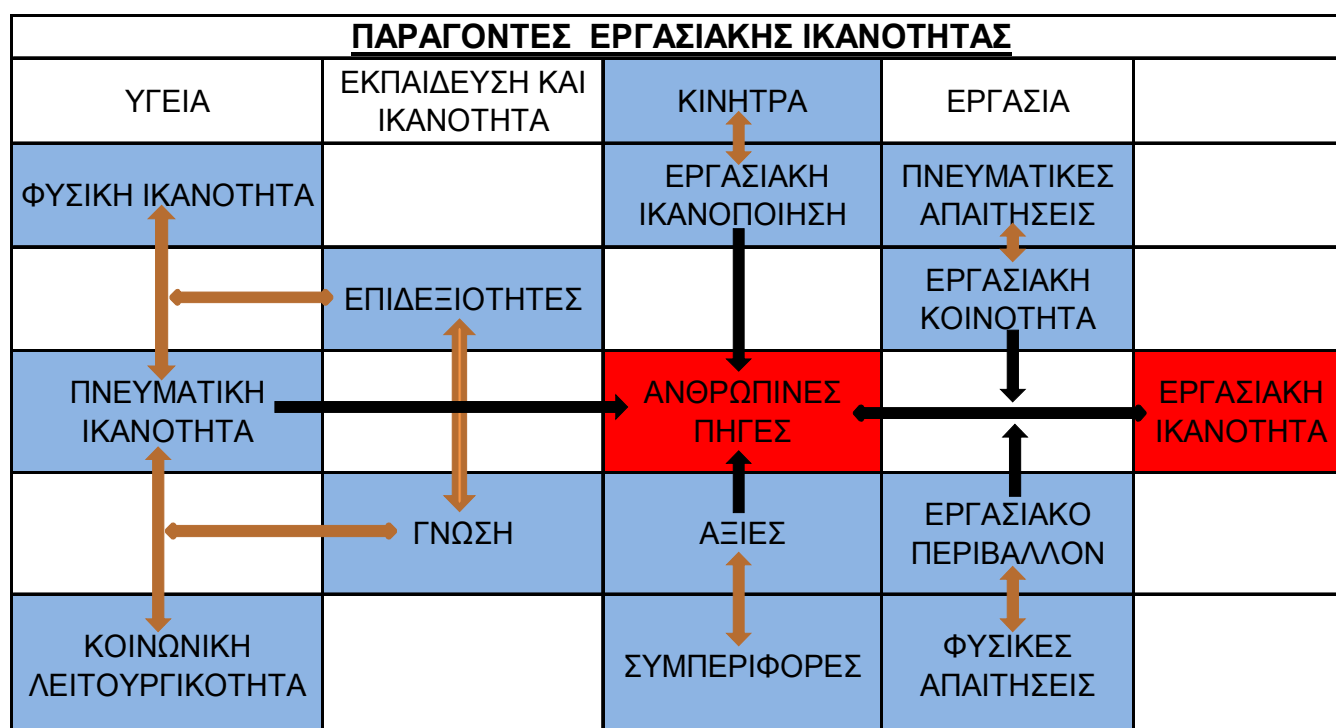 ΠΑΡΑΓΟΝΤΕΣ ΕΡΓΑΣΙΑΚΗΣ ΙΚΑΝΟΤΗΤΑΣ
ΥΓΕΙΑ
ΕΚΠΑΙΔΕΥΣΗ ΚΑΙ
ΙΚΑΝΟΤΗΤΑ
ΚΙΝΗΤΡΑ
ΕΡΓΑΣΙΑ
ΦΥΣΙΚΗ ΙΚΑΝΟΤΗΤΑ
ΕΡΓΑΣΙΑΚΗ
ΙΚΑΝΟΠΟΙΗΣΗ
ΠΝΕΥΜΑΤΙΚΕΣ
ΑΠΑΙΤΗΣΕΙΣ
ΕΠΙΔΕΞΙΟΤΗΤΕΣ
ΕΡΓΑΣΙΑΚΗ
ΚΟΙΝΟΤΗΤΑ
ΠΝΕΥΜΑΤΙΚΗ
ΙΚΑΝΟΤΗΤΑ
ΑΝΘΡΩΠΙΝΕΣ
ΠΗΓΕΣ
ΕΡΓΑΣΙΑΚΗ
ΙΚΑΝΟΤΗΤΑ
ΓΝΩΣΗ
ΑΞΙΕΣ
ΕΡΓΑΣΙΑΚΟ
ΠΕΡΙΒΑΛΛΟΝ
ΚΟΙΝΩΝΙΚΗ
ΛΕΙΤΟΥΡΓΙΚΟΤΗΤΑ
ΣΥΜΠΕΡΙΦΟΡΕΣ
ΦΥΣΙΚΕΣ
ΑΠΑΙΤΗΣΕΙΣ